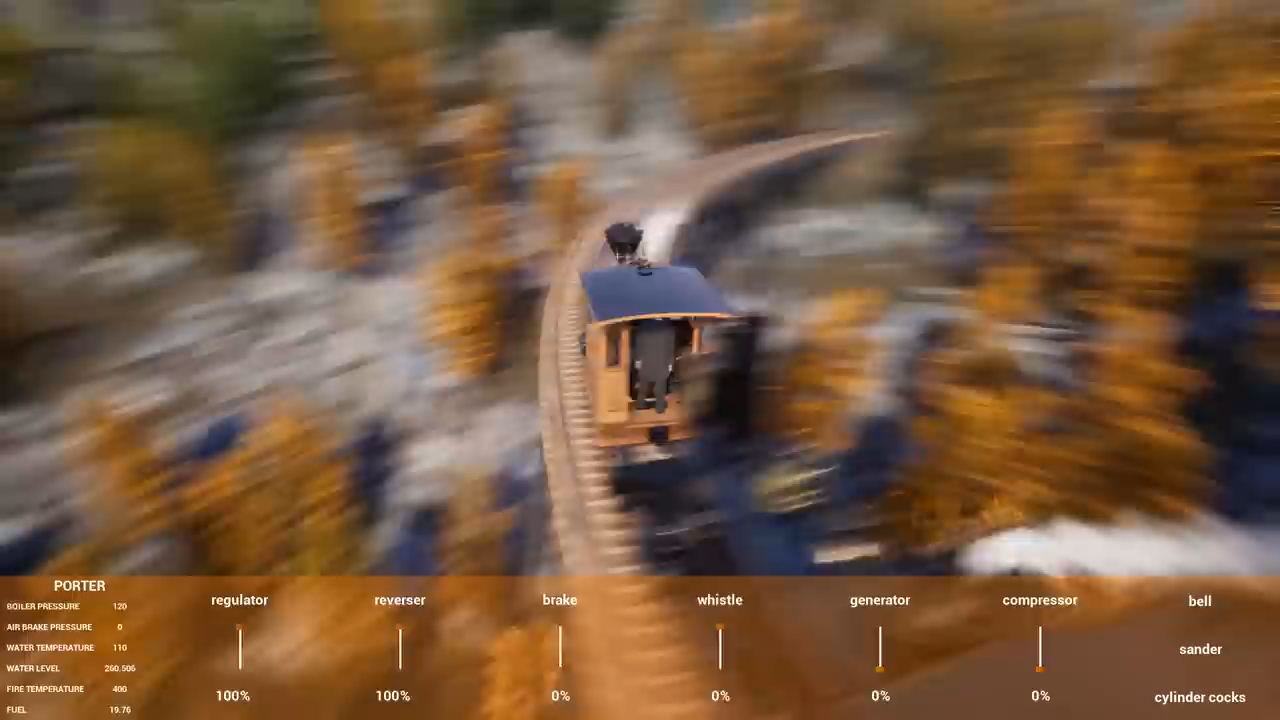 PORTER
BOILER PRESSURE 120
AIR BRAKE PRESSURE 0
WATER TEMPERATURE 110
WATER LEVEL 260.506
FIRE TEMPERATURE 400
FUEL 19.76
regulator
100%
reverser
100%
brake
0%
whistle
0%
generator
0%
compressor
0%
bell
sander
cylinder cocks